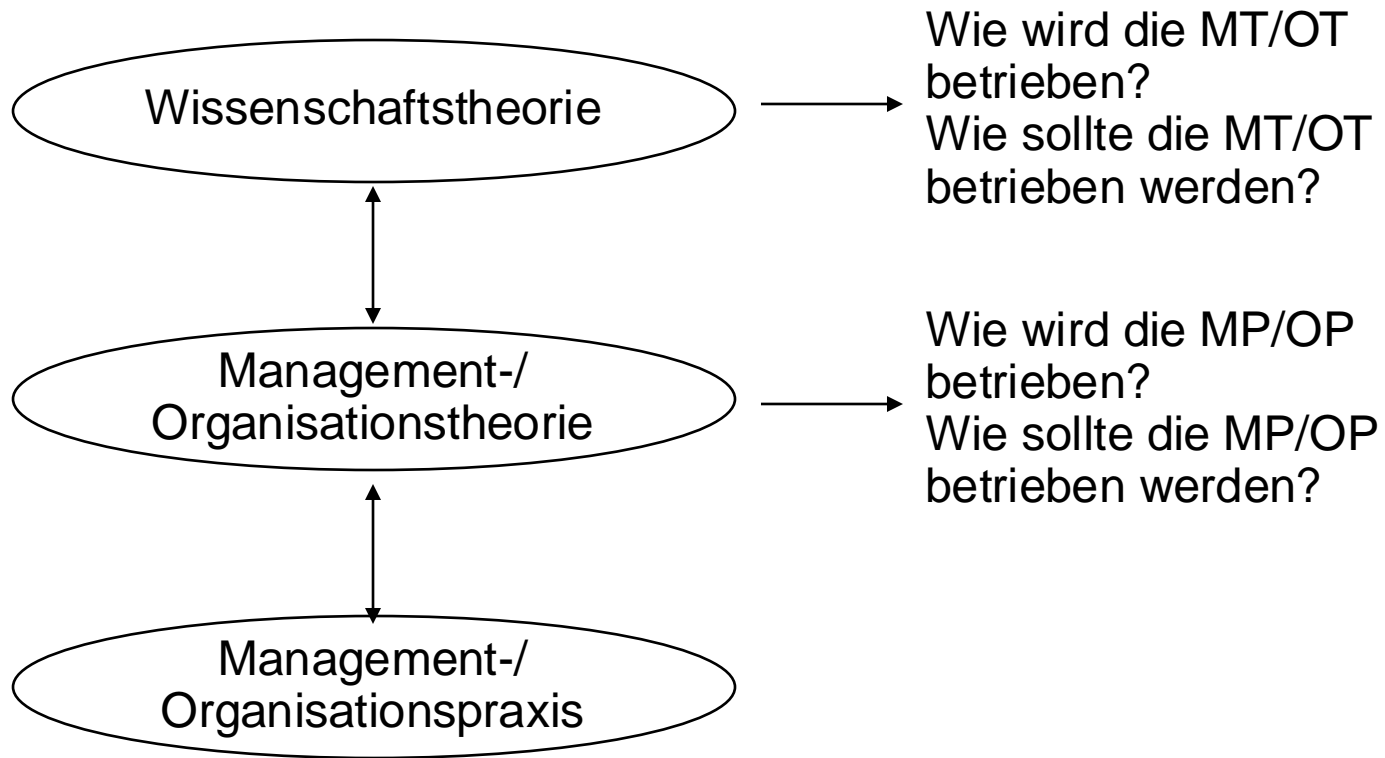 Wissenschaftstheorie
Wie wird die MT/OT
betrieben?
Wie sollte die MT/OT
betrieben werden?
Management-/
Organisationstheorie
Wie wird die MP/OP
betrieben?
Wie sollte die MP/OP
betrieben werden?
Management-/
Organisationspraxis